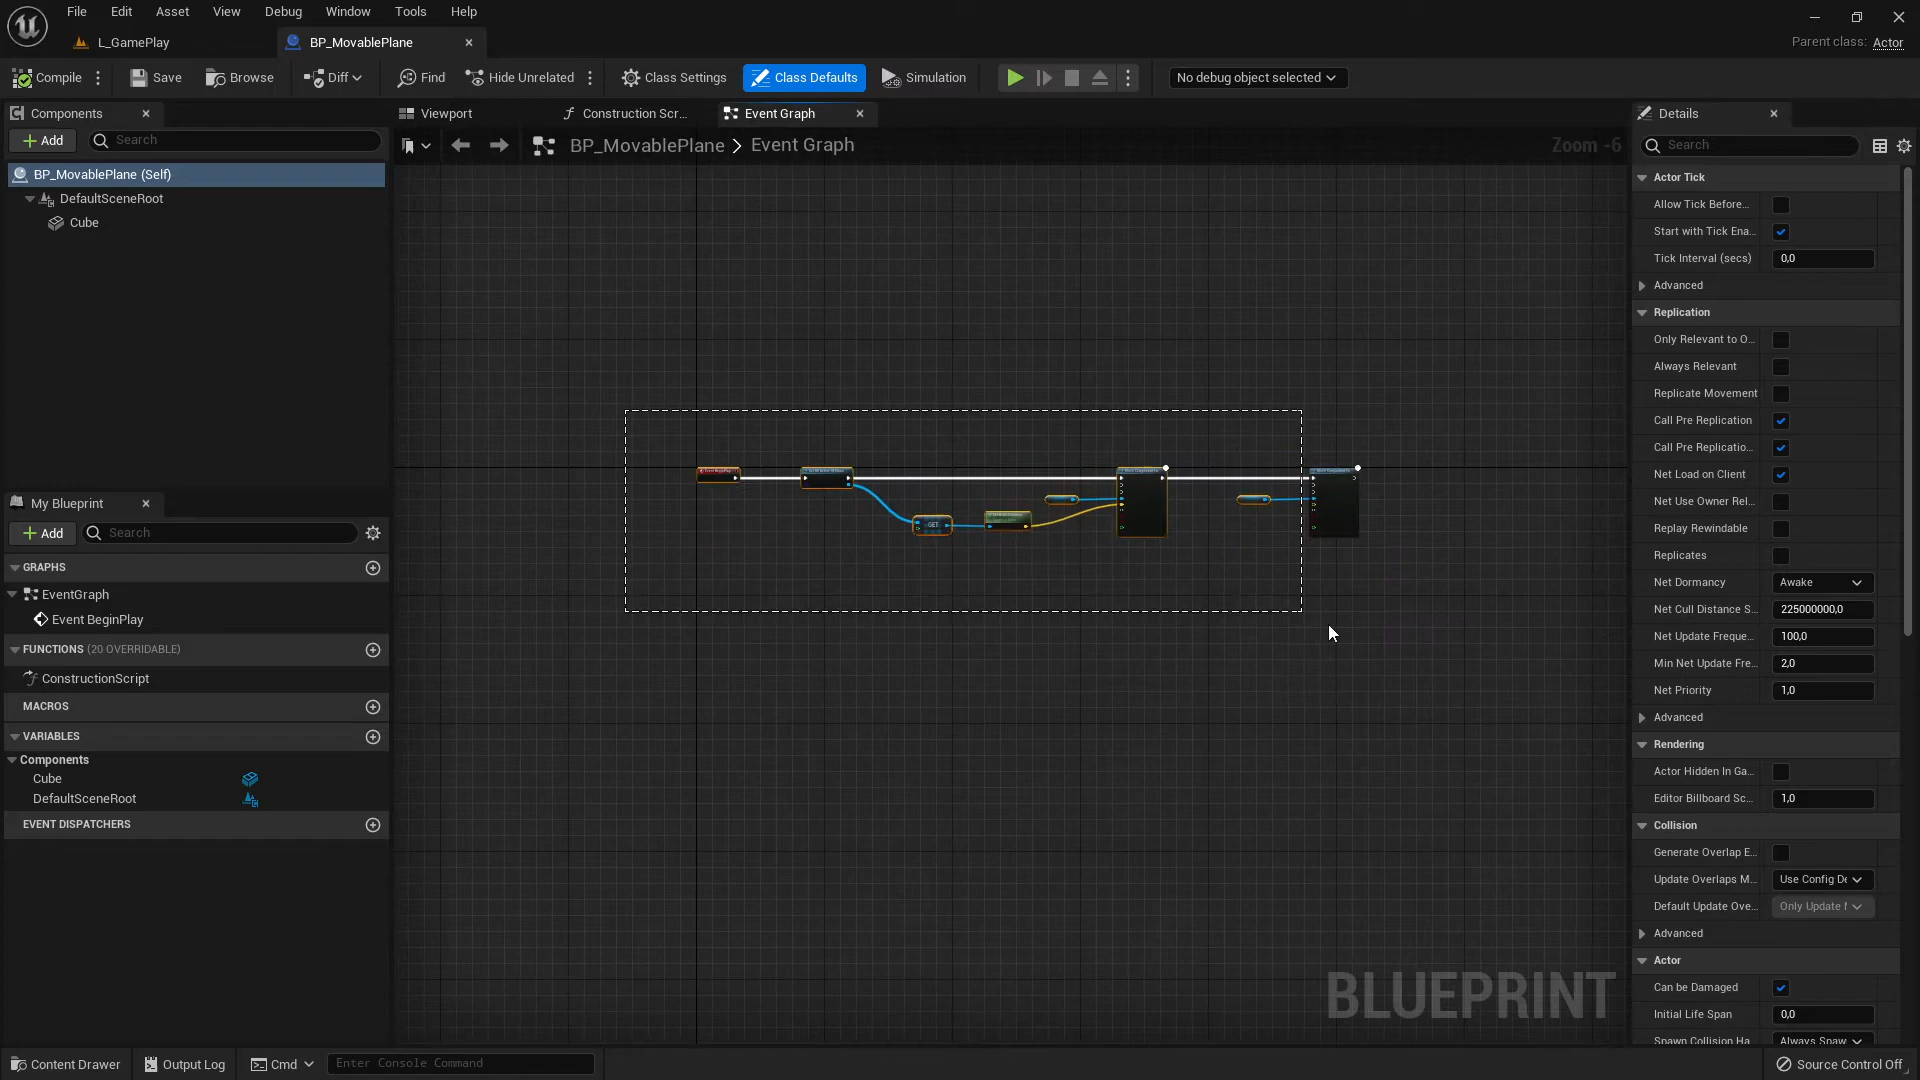 File Edit Asset View Debug Window Tools Help
L_GamePlay
BP_MovablePlane
Parent class: Actor
Compile Save Browse Diff Find Hide Unrelated Class Settings Class Defaults Simulation No debug object selected
Components
Add Search
BP_MovablePlane (Self)
DefaultSceneRoot
Cube
My Blueprint
Add Search
GRAPHS
EventGraph
Event BeginPlay
FUNCTIONS (20 OVERRIDABLE)
ConstructionScript
MACROS
VARIABLES
Components
Cube
DefaultSceneRoot
EVENT DISPATCHERS
Viewport Construction Scr... Event Graph
BP_MovablePlane > Event Graph
Zoom -6
Event BeginPlay
GET
BLUEPRINT
Details
Search
Actor Tick
Allow Tick Before...
Start with Tick Ena...
Tick Interval (secs) 0,0
Advanced
Replication
Only Relevant to O...
Always Relevant
Replicate Movement
Call Pre Replication
Call Pre Replicatio...
Net Load on Client
Net Use Owner Rel...
Replay Rewindable
Replicates
Net Dormancy Awake
Net Cull Distance S... 225000000,0
Net Update Freque... 100,0
Min Net Update Fre... 2,0
Net Priority 1,0
Advanced
Rendering
Actor Hidden In Ga...
Editor Billboard Sc... 1,0
Collision
Generate Overlap E...
Update Overlaps M... Use Config De
Default Update Ove... Only Update M
Advanced
Actor
Can be Damaged
Initial Life Span 0,0
Spawn Collision Ha... Always Spaw
Content Drawer Output Log Cmd Enter Console Command
Source Control Off